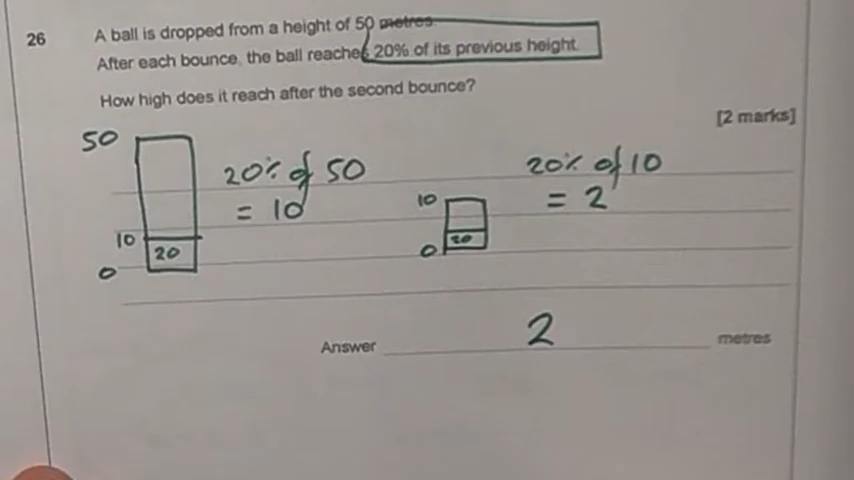 26
A ball is dropped from a height of 50 metres.
After each bounce, the ball reaches 20% of its previous height.
How high does it reach after the second bounce?
[2 marks]
50
20% of 50
= 10
10
20
0
20% of 10
= 2
10
20
0
Answer 2 metres